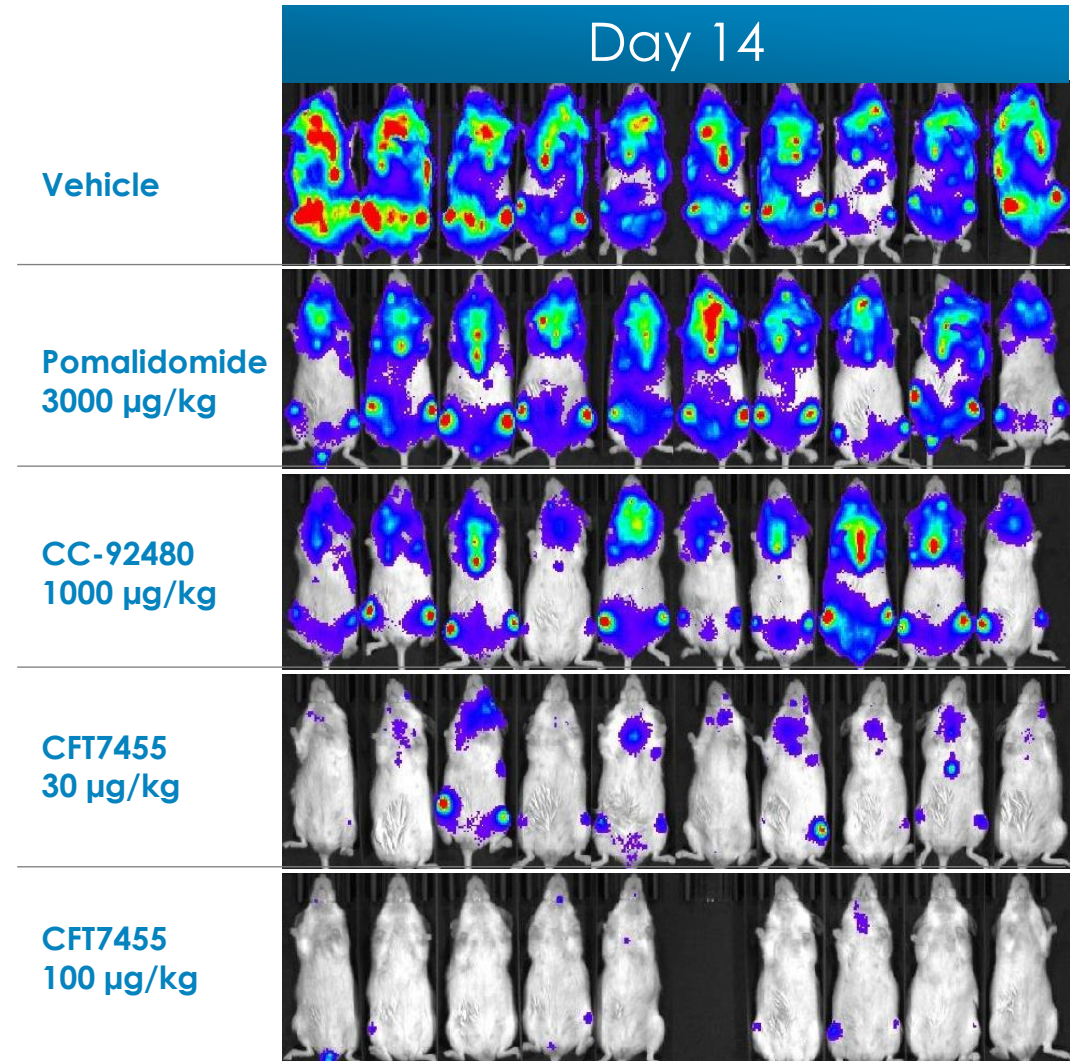 Day 14
Vehicle
Pomalidomide
3000 µg/kg
CC-92480
1000 µg/kg
CFT7455
30 µg/kg
CFT7455
100 µg/kg